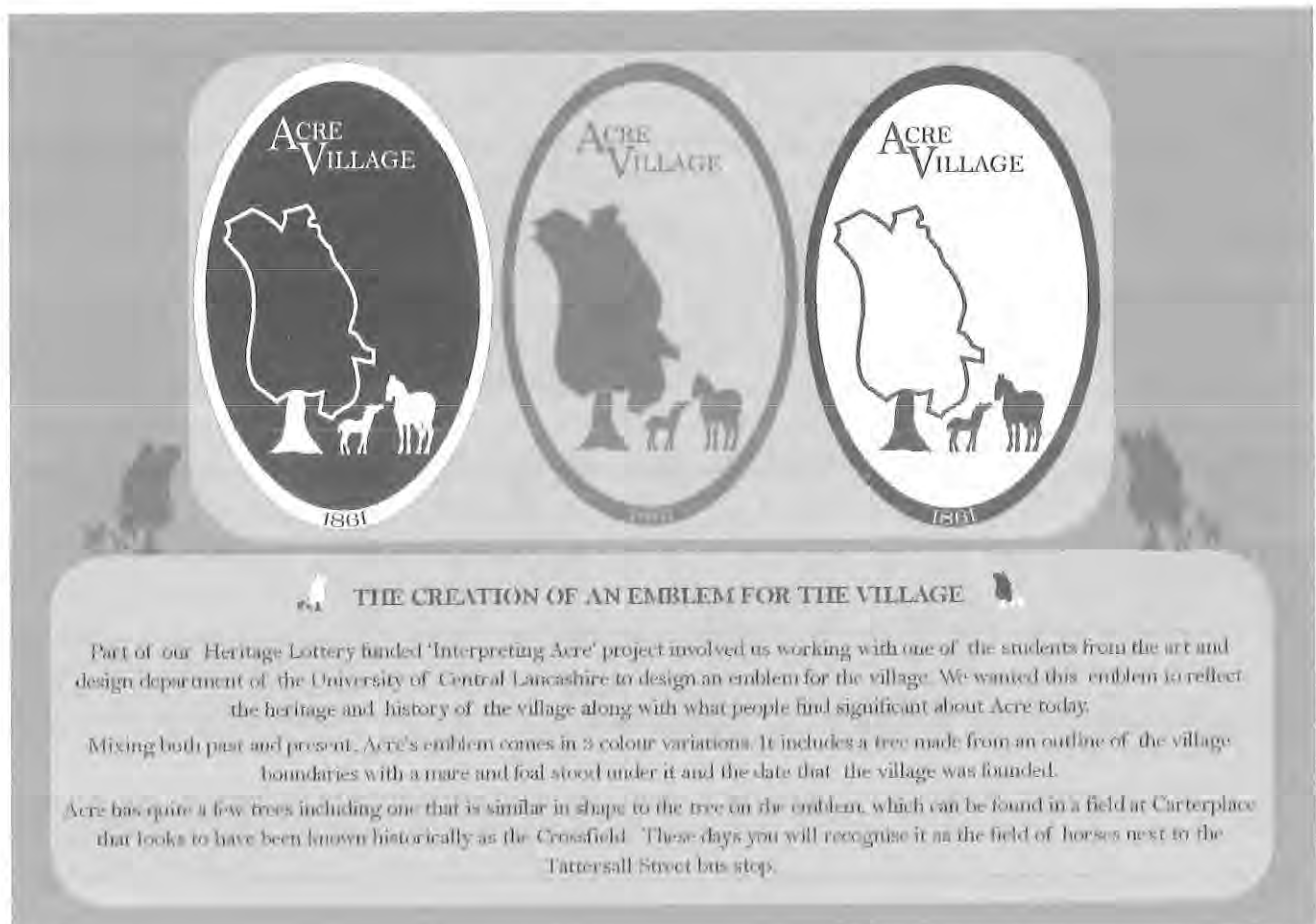 ACRE
VILLAGE
1861
ACRE
VILLAGE
ACRE
VILLAGE
1861
THE CREATION OF AN EMBLEM FOR THE VILLAGE
Part of our Heritage Lottery funded 'Interpreting Acre' project involved us working with one of the students from the art and
design department of the University of Central Lancashire to design an emblem for the village. We wanted this emblem to reflect
the heritage and history of the village along with what people find significant about Acre today.
Mixing both past and present, Acre's emblem comes in 3 colour variations. It includes a tree made from an outline of the village
boundaries with a mare and foal stood under it and the date that the village was founded.
Acre has quite a few trees including one that is similar in shape to the tree on the emblem, which can be found in a field at Carterplace
that looks to have been known historically as the Crossfield. These days you will recognise it as the field of horses next to the
Tattersall Street bus stop.